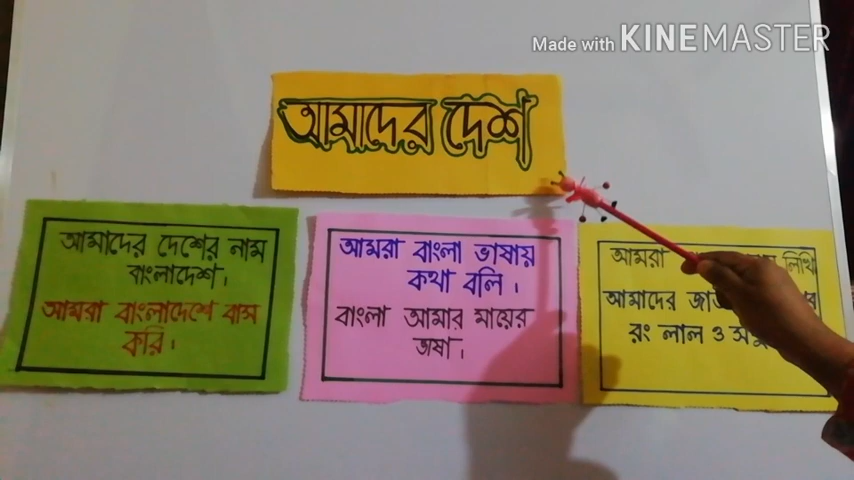 Made with KINEMASTER
আমাদের দেশ
আমাদের দেশের নাম
বাংলাদেশ।
আমরা বাংলাদেশে বাস
করি।
আমরা বাংলা ভাষায়
কথা বলি।
বাংলা আমার মায়ের
ভাষা।
আমরা লিখি
আমাদের
রং লাল ও